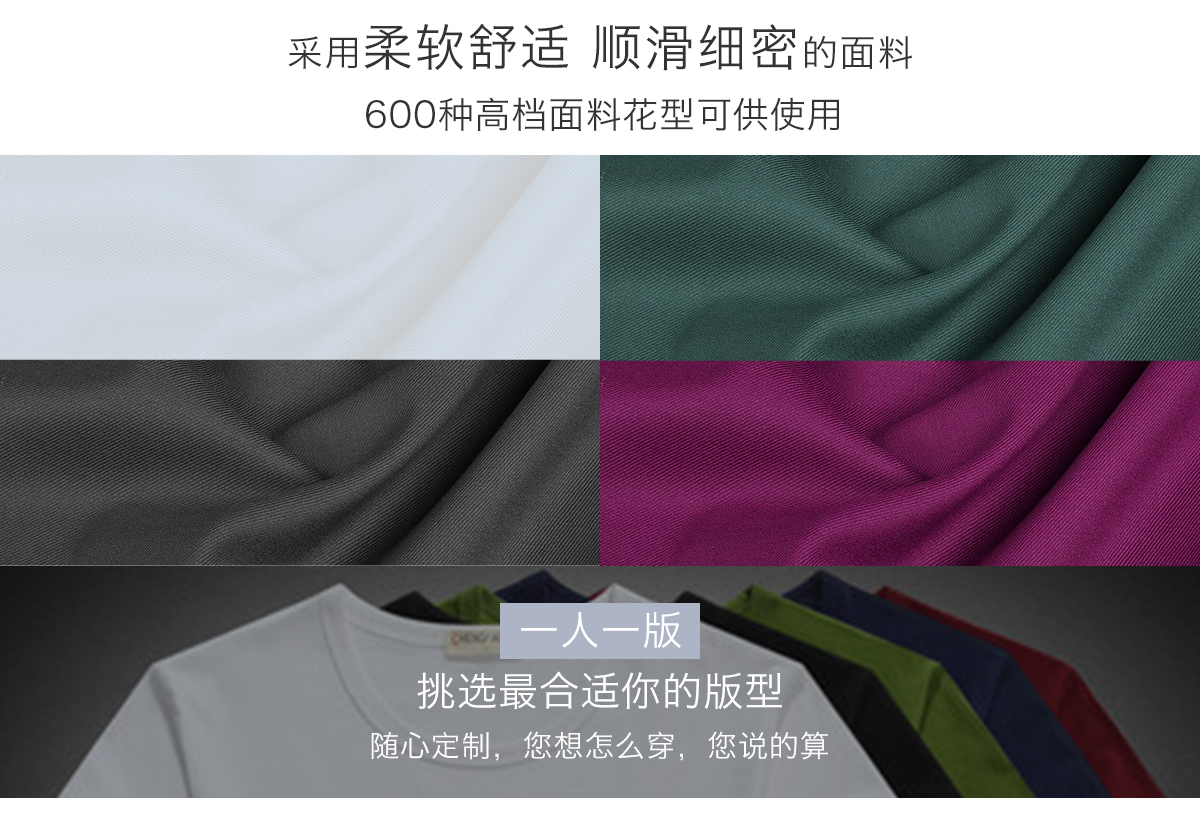 采用柔软舒适 顺滑细密的面料
600种高档面料花型可供使用
一人一版
挑选最合适你的版型
随心定制，您想怎么穿，您说的算